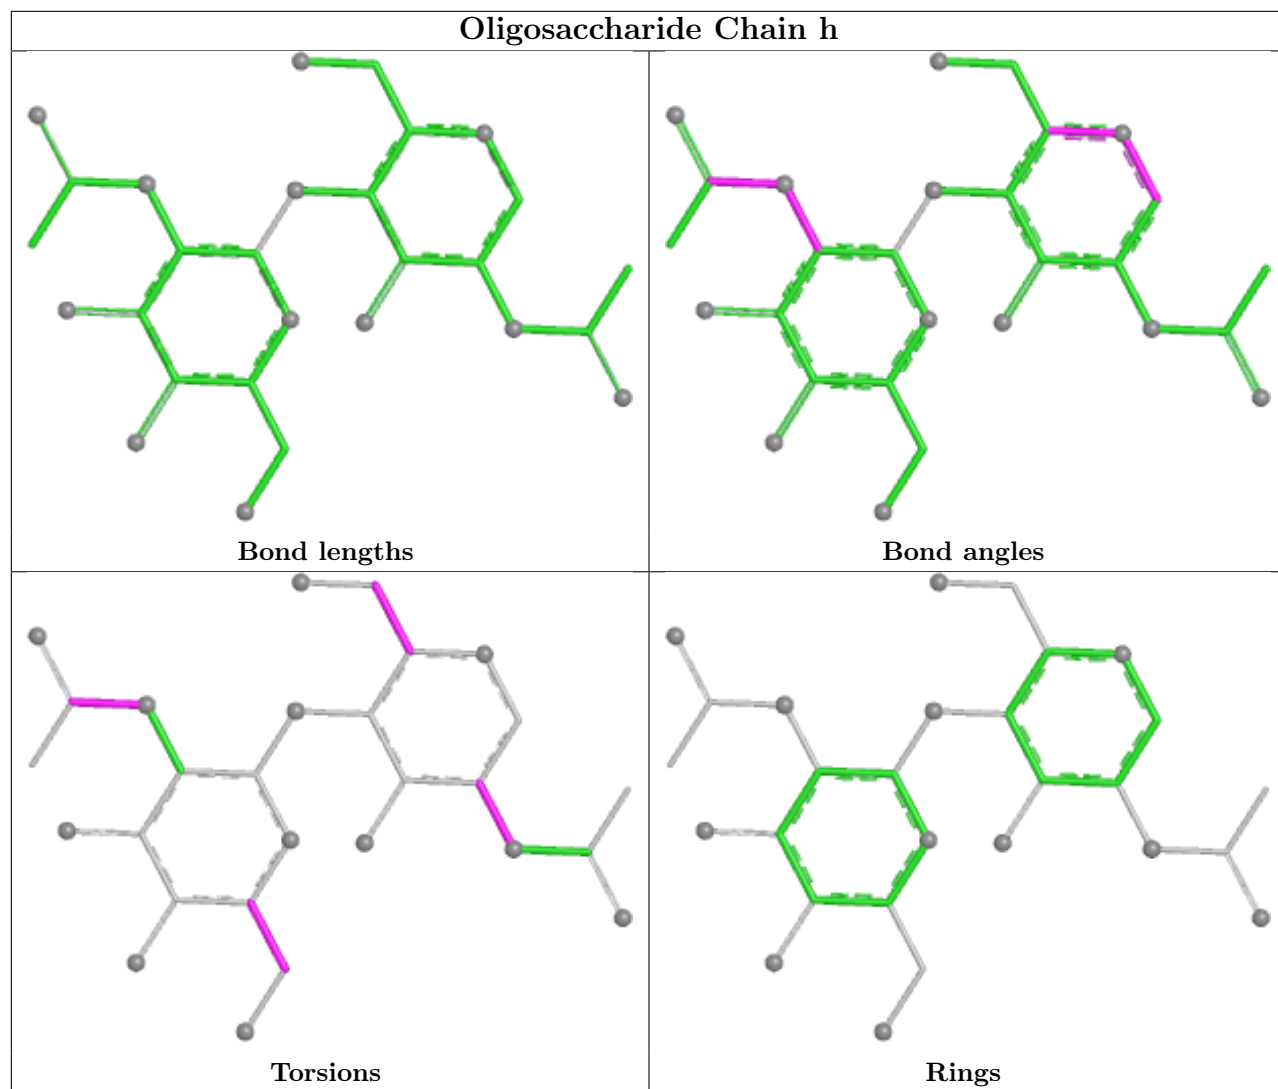 Oligosaccharide Chain h
Bond lengths
Bond angles
Torsions
Rings